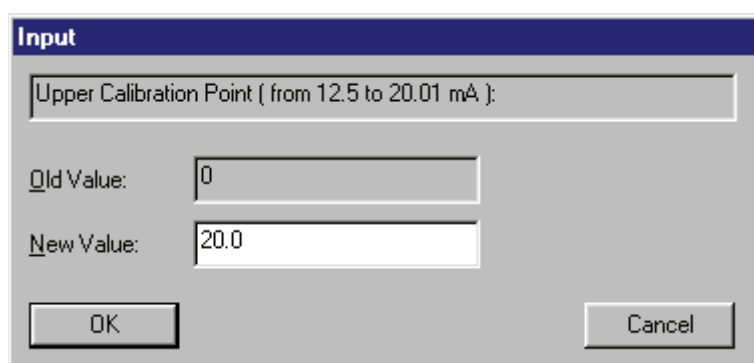 Input
Upper Calibration Point ( from 12.5 to 20.01 mA ):
Old Value: 0
New Value: 20.0
OK Cancel